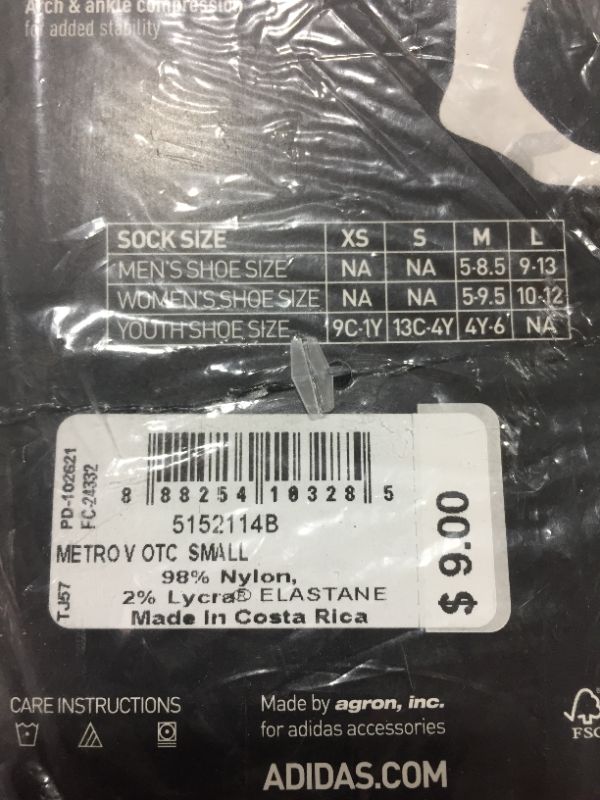 Arch & ankle compression
for added stability
SOCK SIZE XS S M L
MEN'S SHOE SIZE NA NA 5-8.5 9-13
WOMEN'S SHOE SIZE NA NA 5-9.5 10-12
YOUTH SHOE SIZE 9C-1Y 13C-4Y 4Y-6 NA
PD-102621
FC-24332
TJ57
8 88254 10328 5
5152114B
METRO V OTC SMALL
98% Nylon,
2% Lycra® ELASTANE
Made In Costa Rica
$ 9.00
CARE INSTRUCTIONS
Made by agron, inc.
for adidas accessories
FSC
ADIDAS.COM